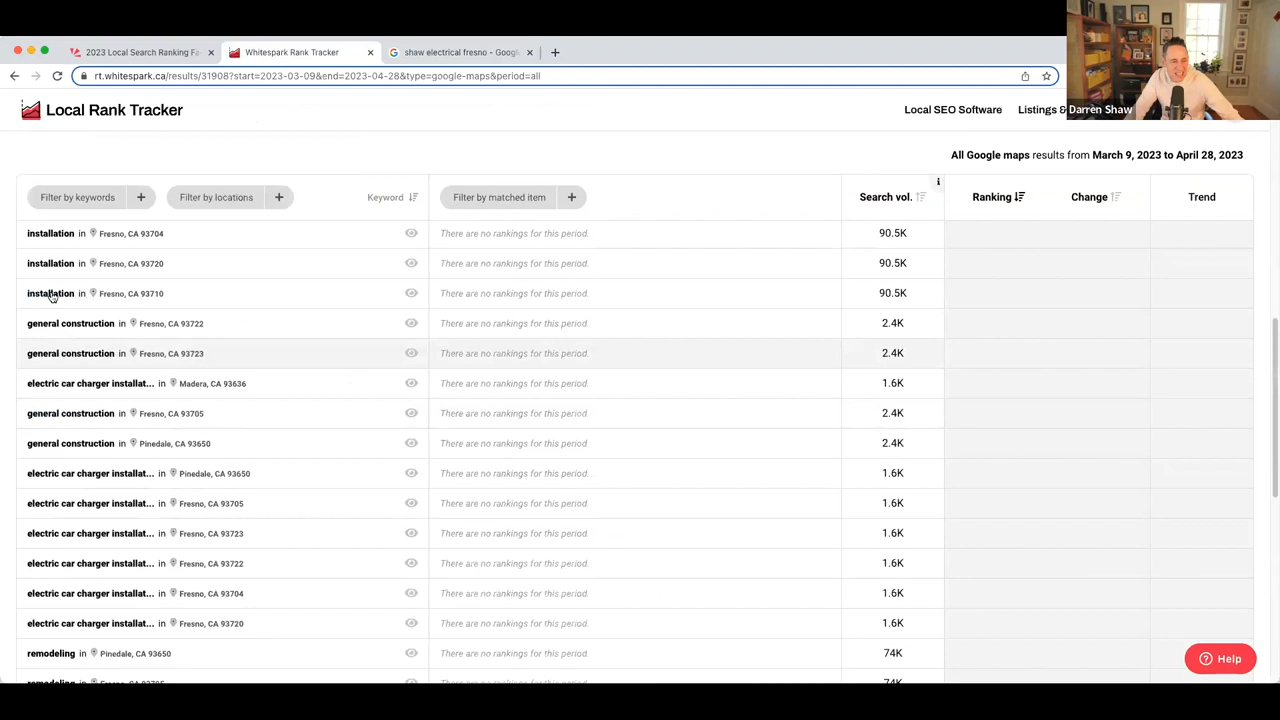 2023 Local Search Ranking Fa
Whitespark Rank Tracker
shaw electrical fresno - Googl
rt.whitespark.ca/results/31908?start=2023-03-09&end=2023-04-28&type=google-maps&period=all
Darren Shaw
Local Rank Tracker
Local SEO Software
Listings &
All Google maps results from March 9, 2023 to April 28, 2023
Filter by keywords +
Filter by locations +
Keyword
Filter by matched item +
Search vol.
i
Ranking
Change
Trend
installation in Fresno, CA 93704 There are no rankings for this period. 90.5K
installation in Fresno, CA 93720 There are no rankings for this period. 90.5K
installation in Fresno, CA 93710 There are no rankings for this period. 90.5K
general construction in Fresno, CA 93722 There are no rankings for this period. 2.4K
general construction in Fresno, CA 93723 There are no rankings for this period. 2.4K
electric car charger installat... in Madera, CA 93636 There are no rankings for this period. 1.6K
general construction in Fresno, CA 93705 There are no rankings for this period. 2.4K
general construction in Pinedale, CA 93650 There are no rankings for this period. 2.4K
electric car charger installat... in Pinedale, CA 93650 There are no rankings for this period. 1.6K
electric car charger installat... in Fresno, CA 93705 There are no rankings for this period. 1.6K
electric car charger installat... in Fresno, CA 93723 There are no rankings for this period. 1.6K
electric car charger installat... in Fresno, CA 93722 There are no rankings for this period. 1.6K
electric car charger installat... in Fresno, CA 93704 There are no rankings for this period. 1.6K
electric car charger installat... in Fresno, CA 93720 There are no rankings for this period. 1.6K
remodeling in Pinedale, CA 93650 There are no rankings for this period. 74K
Help